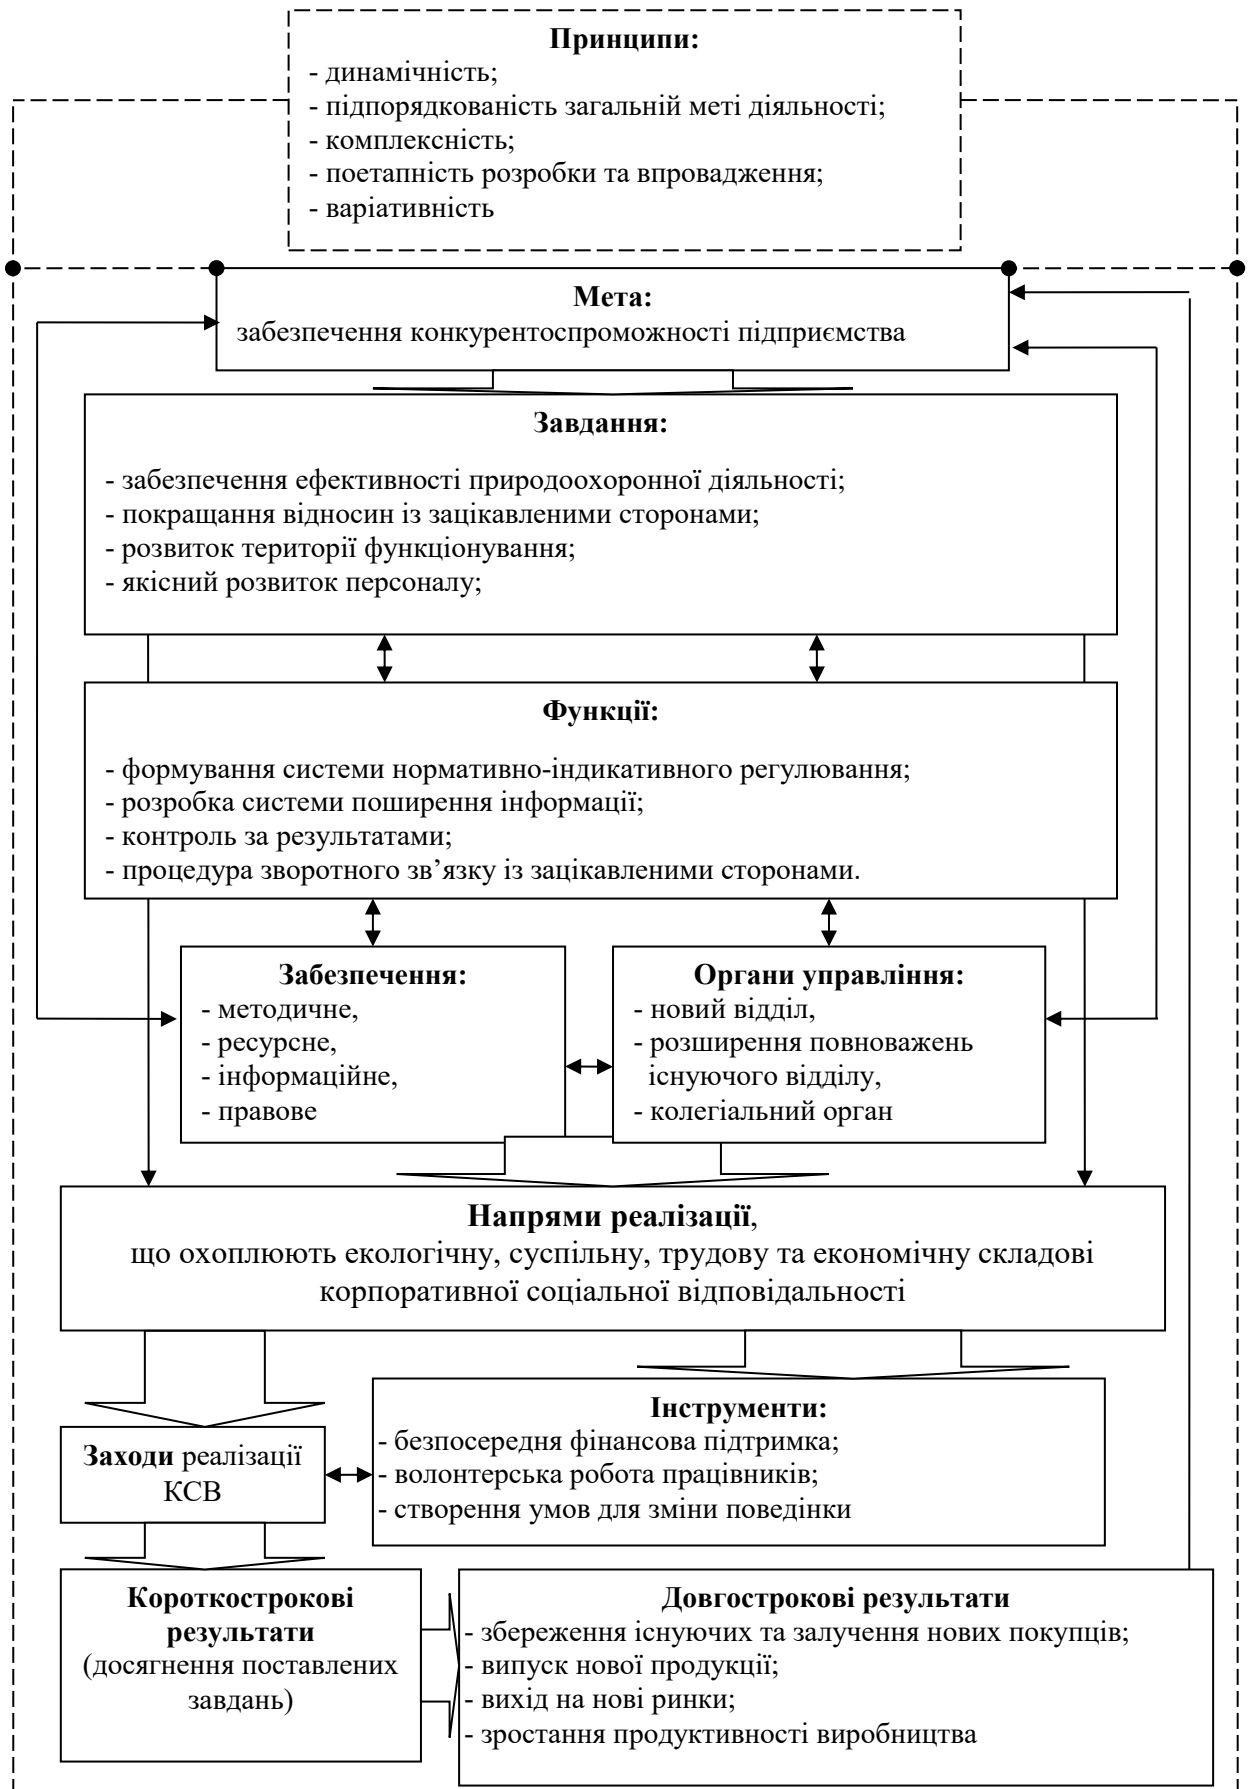 Принципи:
- динамічність;
- підпорядкованість загальній меті діяльності;
- комплексність;
- поетапність розробки та впровадження;
- варіативність
Мета:
забезпечення конкурентоспроможності підприємства
Завдання:
- забезпечення ефективності природоохоронної діяльності;
- покращання відносин із зацікавленими сторонами;
- розвиток території функціонування;
- якісний розвиток персоналу;
Функції:
- формування системи нормативно-індикативного регулювання;
- розробка системи поширення інформації;
- контроль за результатами;
- процедура зворотного зв’язку із зацікавленими сторонами.
Забезпечення:
- методичне,
- ресурсне,
- інформаційне,
- правове
Органи управління:
- новий відділ,
- розширення повноважень
існуючого відділу,
- колегіальний орган
Напрями реалізації,
що охоплюють екологічну, суспільну, трудову та економічну складові
корпоративної соціальної відповідальності
Інструменти:
- безпосередня фінансова підтримка;
- волонтерська робота працівників;
- створення умов для зміни поведінки
Заходи реалізації
КСВ
Короткострокові
результати
(досягнення поставлених
завдань)
Довгострокові результати
- збереження існуючих та залучення нових покупців;
- випуск нової продукції;
- вихід на нові ринки;
- зростання продуктивності виробництва